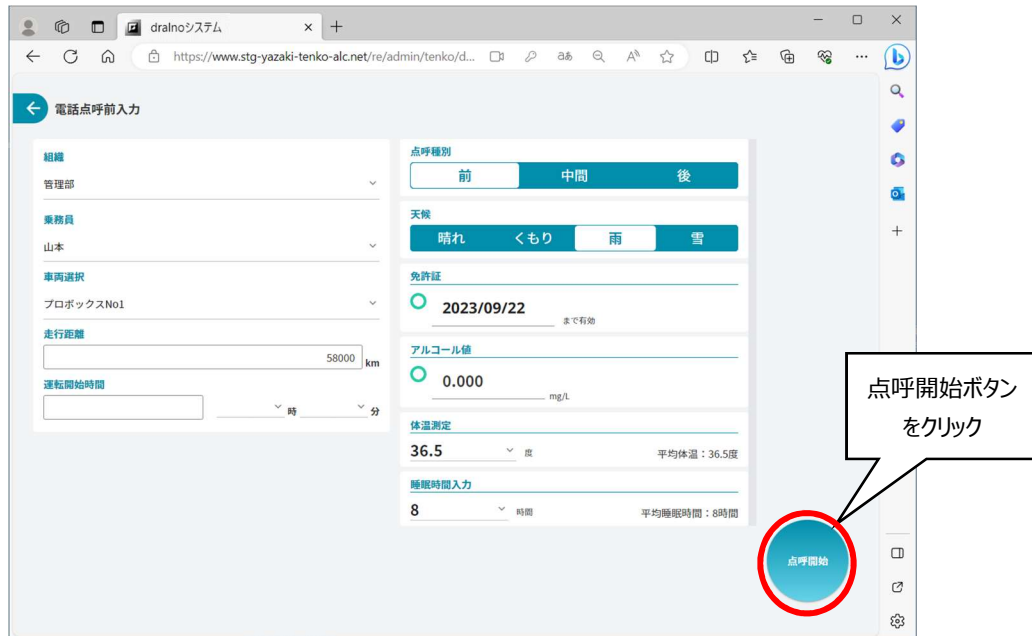 dralnoシステム
https://www.stg-yazaki-tenko-alc.net/re/admin/tenko/d...
電話点呼前入力
組織
管理部
乗務員
山本
車両選択
プロボックスNo1
走行距離
58000 km
運転開始時間
時 分
点呼種別
前 中間 後
天候
晴れ くもり 雨 雪
免許証
2023/09/22 まで有効
アルコール値
0.000 mg/L
体温測定
36.5 度 平均体温：36.5度
睡眠時間入力
8 時間 平均睡眠時間：8時間
点呼開始
点呼開始ボタン
をクリック